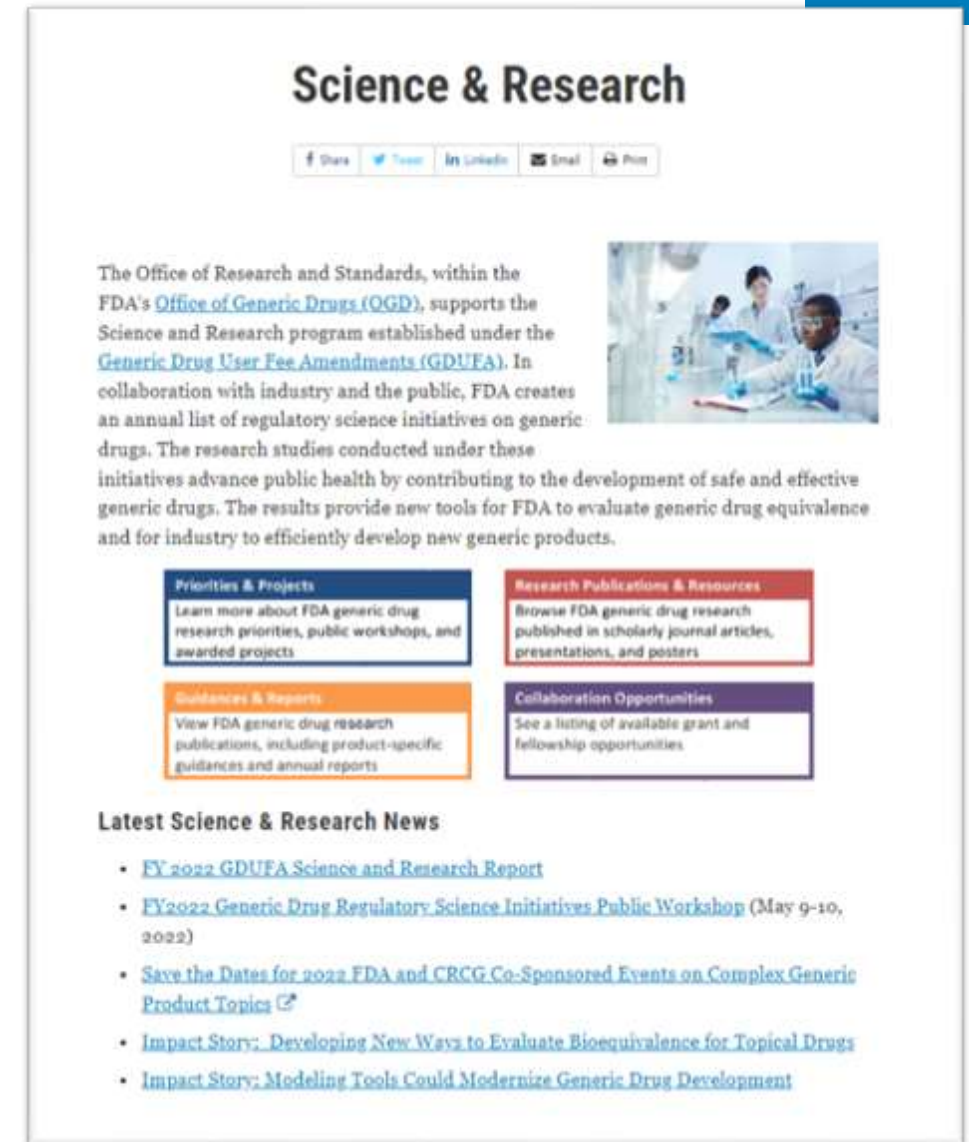 Science & Research
Share Tweet in Linkedin Email Print
The Office of Research and Standards, within the
FDA's Office of Generic Drugs (OGD), supports the
Science and Research program established under the
Generic Drug User Fee Amendments (GDUFA). In
collaboration with industry and the public, FDA creates
an annual list of regulatory science initiatives on generic
drugs. The research studies conducted under these
initiatives advance public health by contributing to the development of safe and effective
generic drugs. The results provide new tools for FDA to evaluate generic drug equivalence
and for industry to efficiently develop new generic products.
Priorities & Projects
Learn more about FDA generic drug
research priorities, public workshops, and
awarded projects
Research Publications & Resources
Browse FDA generic drug research
published in scholarly journal articles,
presentations, and posters
Guidances & Reports
View FDA generic drug research
publications, including product-specific
guidances and annual reports
Collaboration Opportunities
See a listing of available grant and
fellowship opportunities
Latest Science & Research News
• FY 2022 GDUFA Science and Research Report
• FY2022 Generic Drug Regulatory Science Initiatives Public Workshop (May 9-10,
2022)
• Save the Dates for 2022 FDA and CRCG Co-Sponsored Events on Complex Generic
Product Topics
• Impact Story: Developing New Ways to Evaluate Bioequivalence for Topical Drugs
• Impact Story: Modeling Tools Could Modernize Generic Drug Development